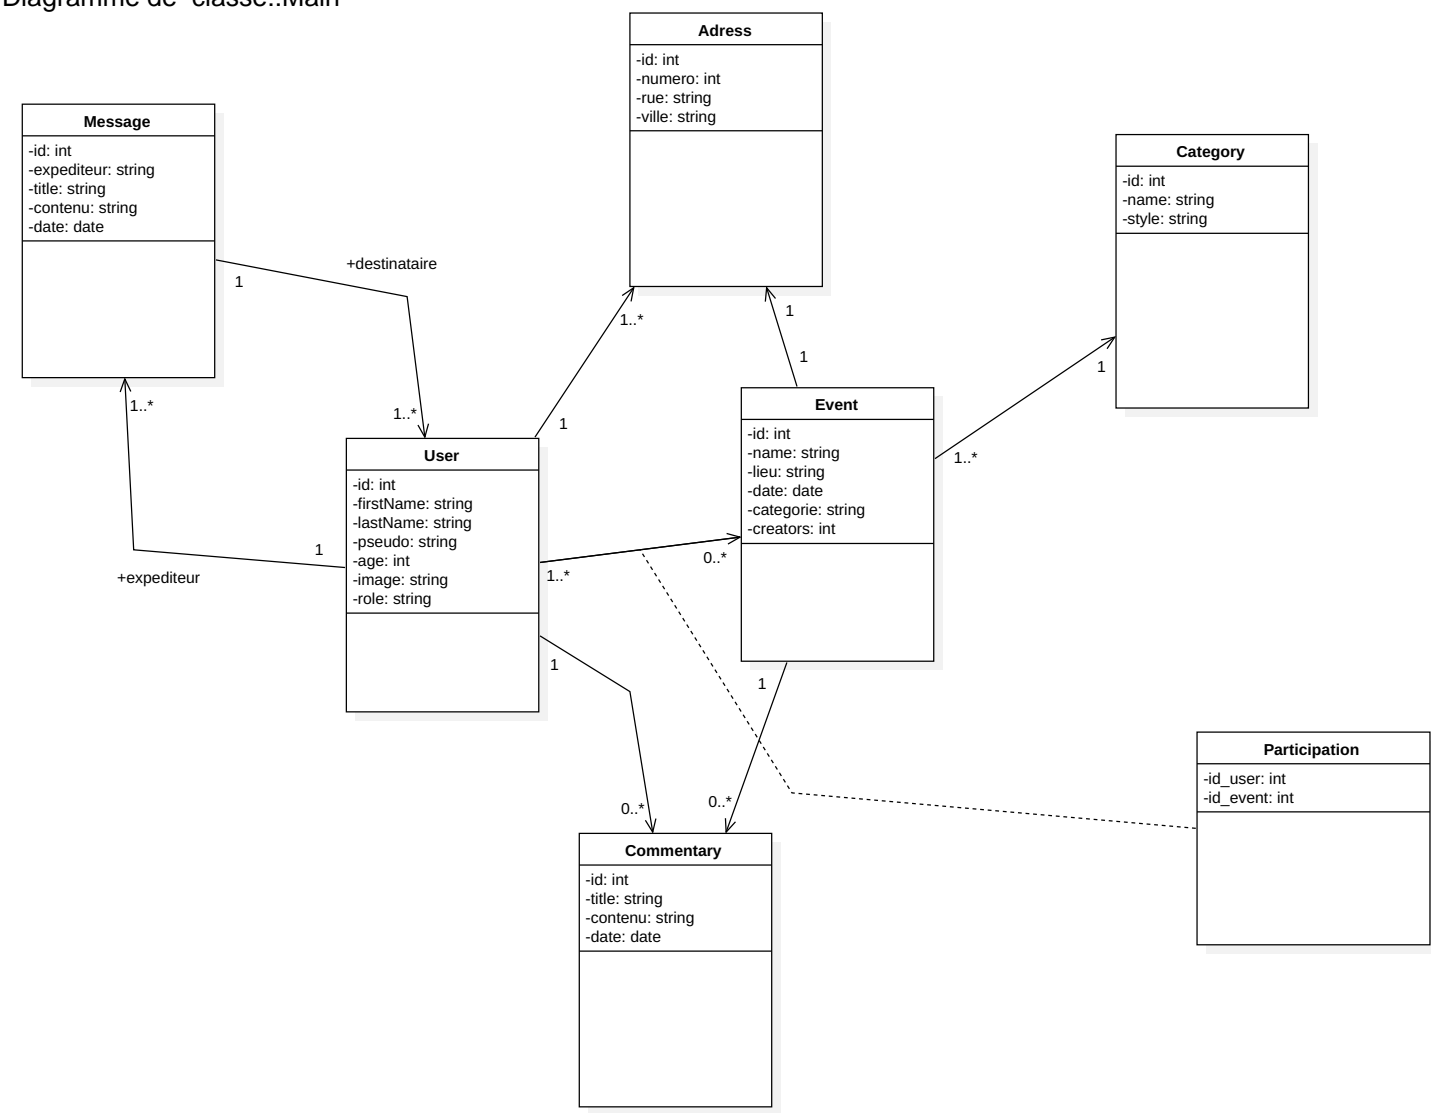 Diagramme de classe::Main
Adress
-id: int
-numero: int
-rue: string
-ville: string
Message
-id: int
-expediteur: string
-title: string
-contenu: string
-date: date
Category
-id: int
-name: string
-style: string
+destinataire
1
1..*
1
1
1
1..*
1..*
1..*
1
Event
-id: int
-name: string
-lieu: string
-date: date
-categorie: string
-creators: int
User
-id: int
-firstName: string
-lastName: string
-pseudo: string
-age: int
-image: string
-role: string
1
+expediteur
1..*
0..*
1
1
0..*
0..*
Participation
-id_user: int
-id_event: int
Commentary
-id: int
-title: string
-contenu: string
-date: date